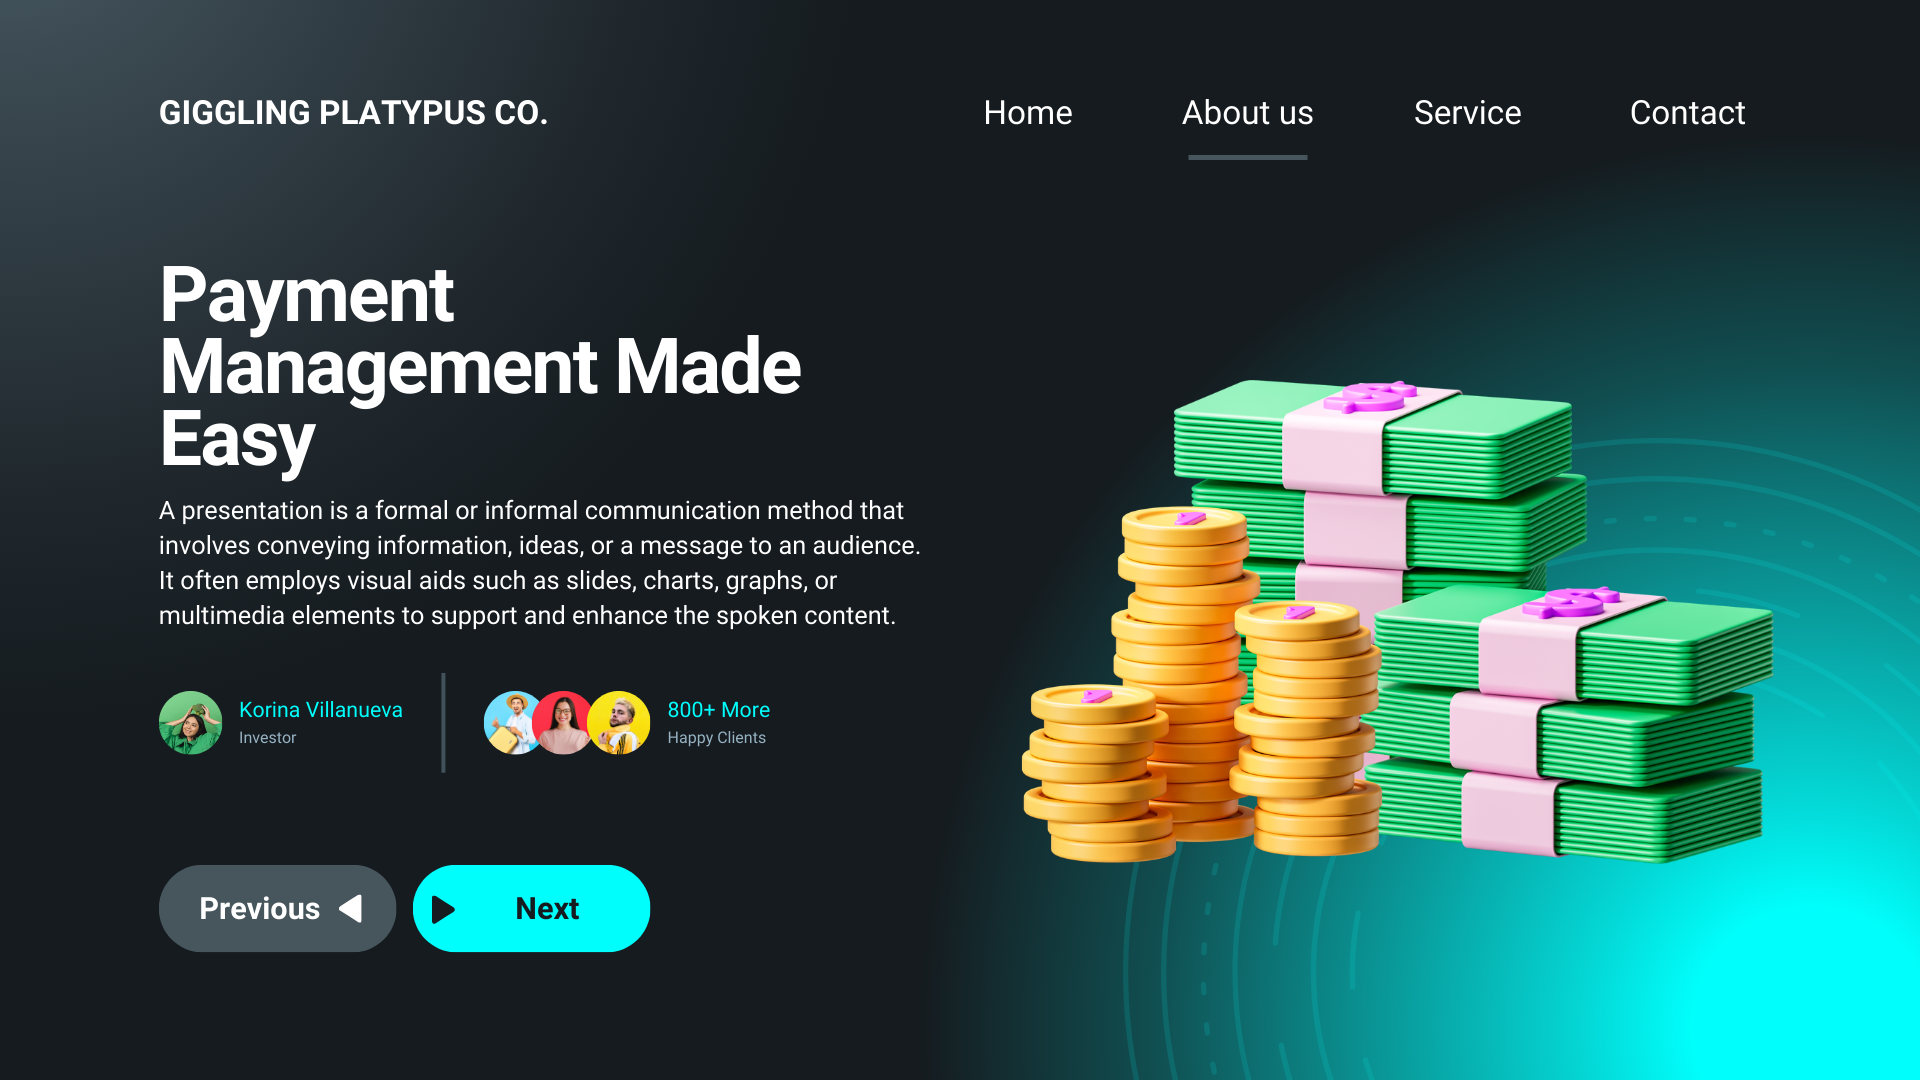 GIGGLING PLATYPUS CO.
Home
About us
Service
Contact
Payment
Management Made
Easy
A presentation is a formal or informal communication method that
involves conveying information, ideas, or a message to an audience.
It often employs visual aids such as slides, charts, graphs, or
multimedia elements to support and enhance the spoken content.
Korina Villanueva
Investor
800+ More
Happy Clients
Previous
Next